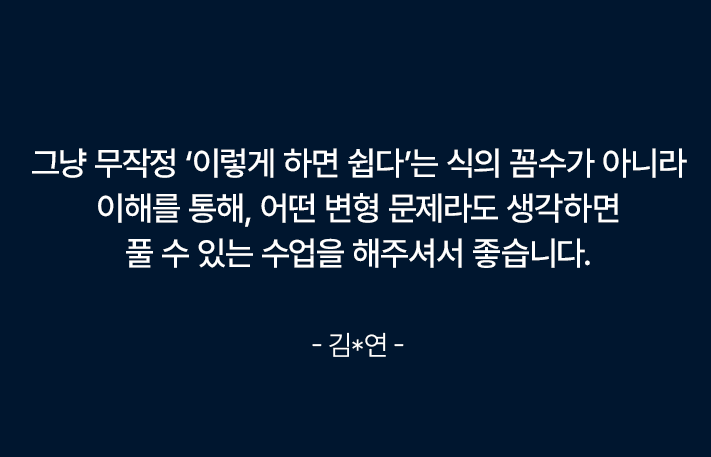 그냥 무작정 ‘이렇게 하면 쉽다’는 식의 꼼수가 아니라
이해를 통해, 어떤 변형 문제라도 생각하면
풀 수 있는 수업을 해주셔서 좋습니다.
- 김*연 -